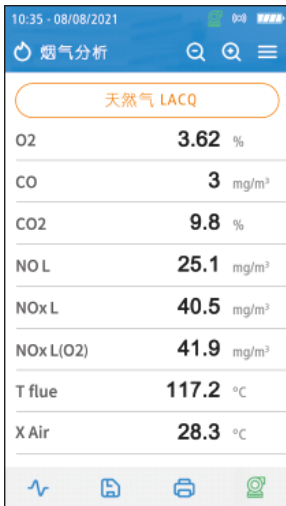 10:35 - 08/08/2021
烟气分析
天然气 LACQ
O2 3.62 %
CO 3 mg/m³
CO2 9.8 %
NO L 25.1 mg/m³
NOx L 40.5 mg/m³
NOx L(O2) 41.9 mg/m³
T flue 117.2 °C
X Air 28.3 °C